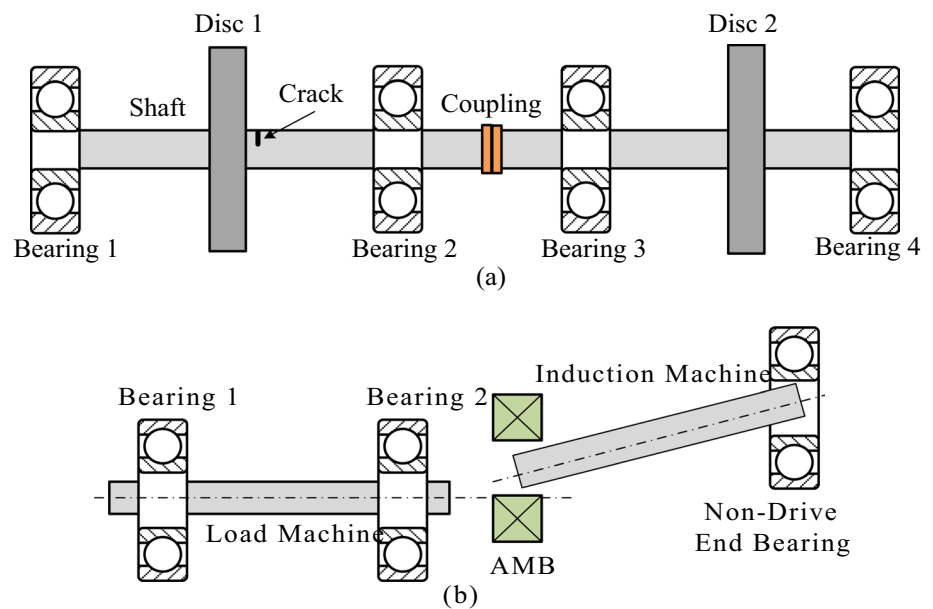 Disc 1
Disc 2
Shaft
Crack
Coupling
Bearing 1
Bearing 2
Bearing 3
Bearing 4
(a)
Induction Machine
Bearing 1
Bearing 2
Load Machine
AMB
Non-Drive
End Bearing
(b)